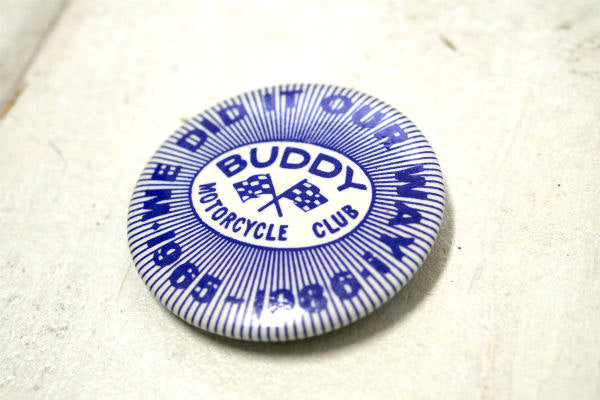 WE DID IT OUR WAY!
BUDDY
MOTORCYCLE CLUB
1965-1986